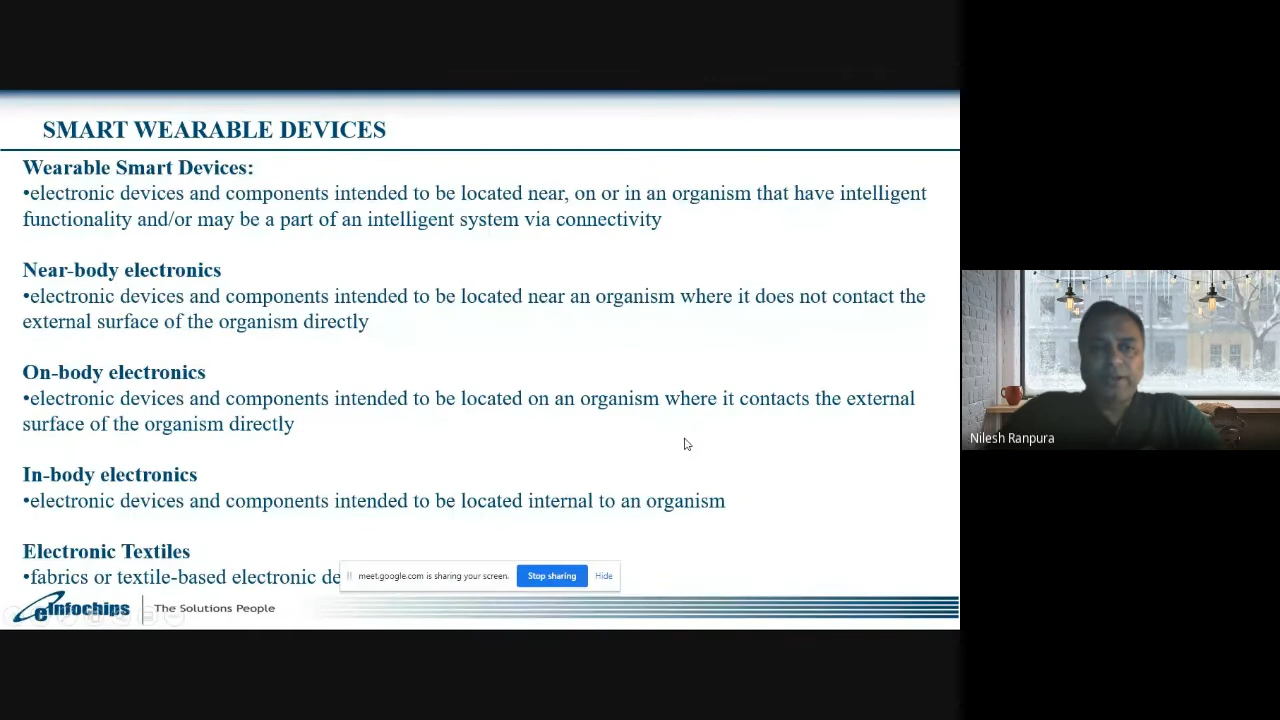 SMART WEARABLE DEVICES
Wearable Smart Devices:
•electronic devices and components intended to be located near, on or in an organism that have intelligent
functionality and/or may be a part of an intelligent system via connectivity
Near-body electronics
•electronic devices and components intended to be located near an organism where it does not contact the
external surface of the organism directly
On-body electronics
•electronic devices and components intended to be located on an organism where it contacts the external
surface of the organism directly
In-body electronics
•electronic devices and components intended to be located internal to an organism
Electronic Textiles
•fabrics or textile-based electronic de
meet.google.com is sharing your screen.
Stop sharing
Hide
eInfochips
The Solutions People
Nilesh Ranpura